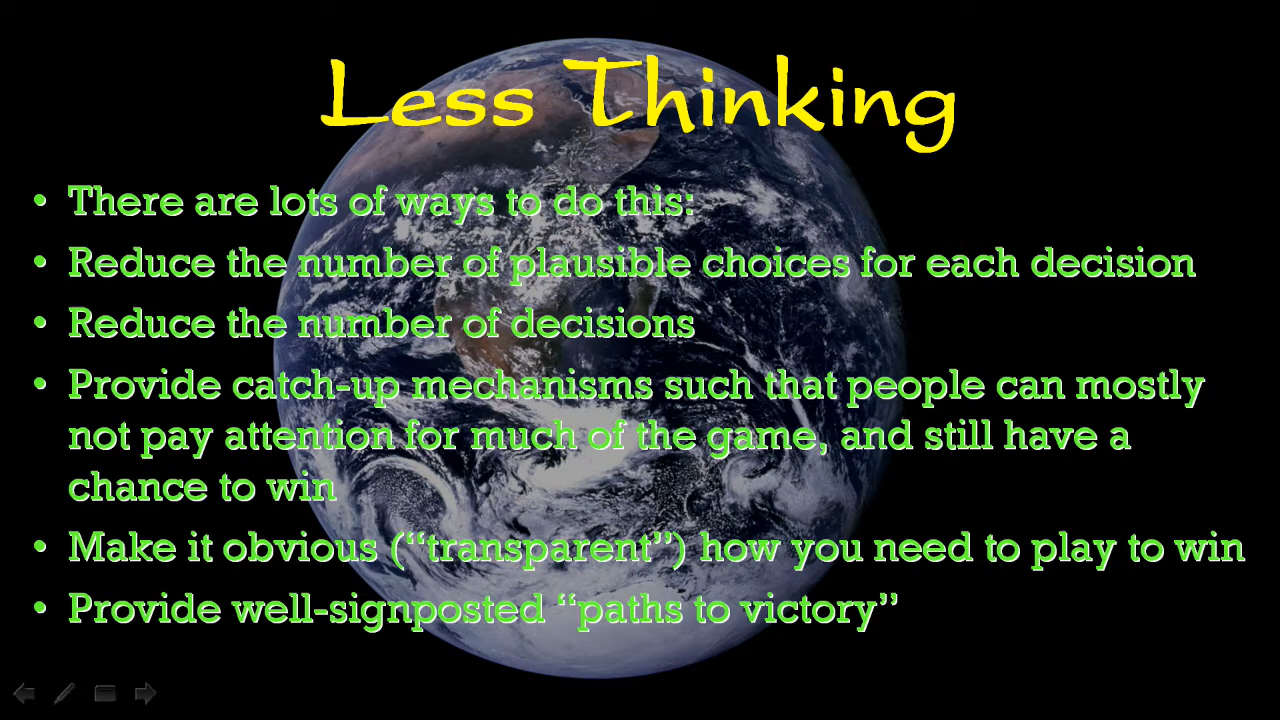 Less Thinking
• There are lots of ways to do this:
• Reduce the number of plausible choices for each decision
• Reduce the number of decisions
• Provide catch-up mechanisms such that people can mostly
not pay attention for much of the game, and still have a
chance to win
• Make it obvious (“transparent”) how you need to play to win
• Provide well-signposted “paths to victory”